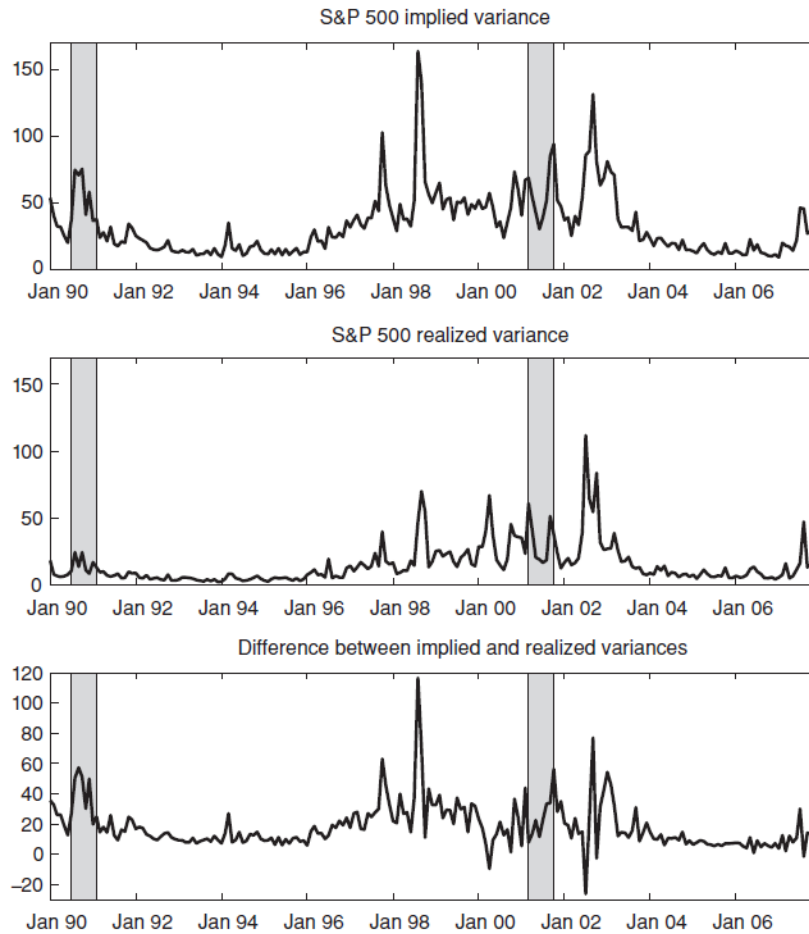 S&P 500 implied variance
150
100
50
0
Jan 90 Jan 92 Jan 94 Jan 96 Jan 98 Jan 00 Jan 02 Jan 04 Jan 06
S&P 500 realized variance
150
100
50
0
Jan 90 Jan 92 Jan 94 Jan 96 Jan 98 Jan 00 Jan 02 Jan 04 Jan 06
Difference between implied and realized variances
120
100
80
60
40
20
0
–20
Jan 90 Jan 92 Jan 94 Jan 96 Jan 98 Jan 00 Jan 02 Jan 04 Jan 06